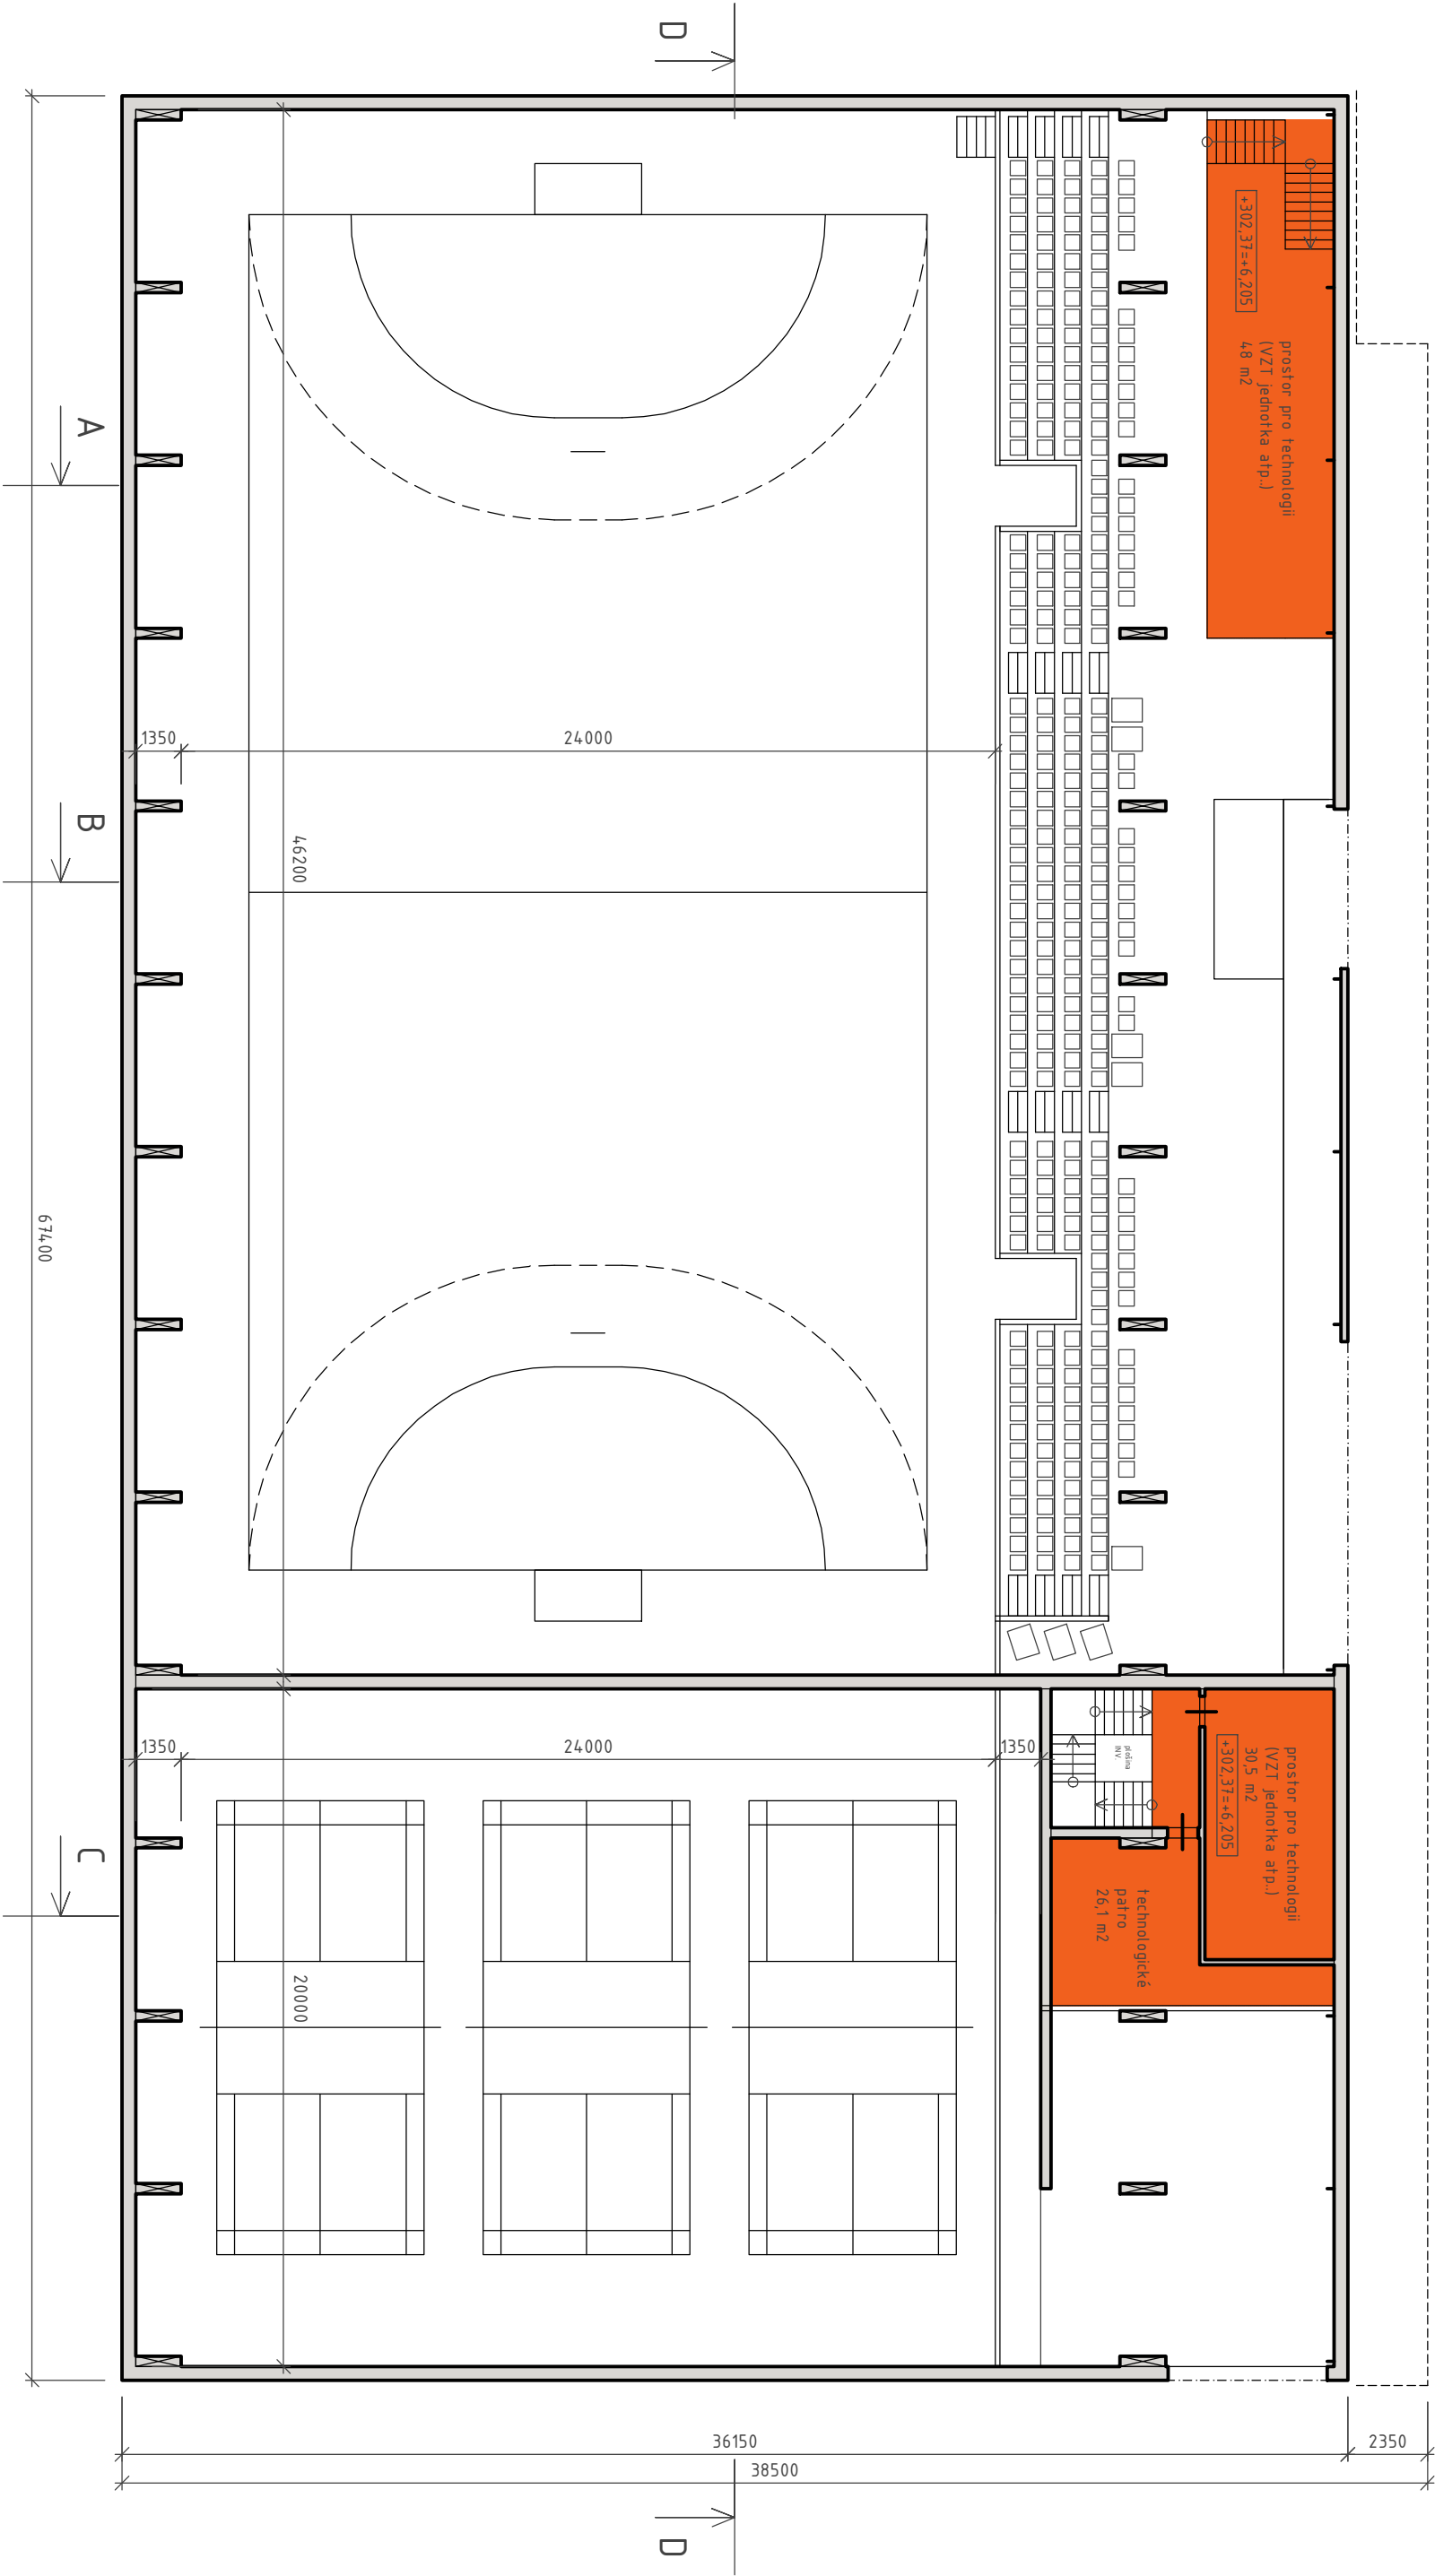 D
+302,37=+6,205
prostor pro technologii
(VZT jednotka atp..)
48 m2
A
1350
24000
B
46200
67400
1350
24000
1350
plošina
INV.
prostor pro technologii
(VZT jednotka atp..)
30,5 m2
+302,37=+6,205
C
technologické
patro
26,1 m2
20000
36150
2350
38500
D